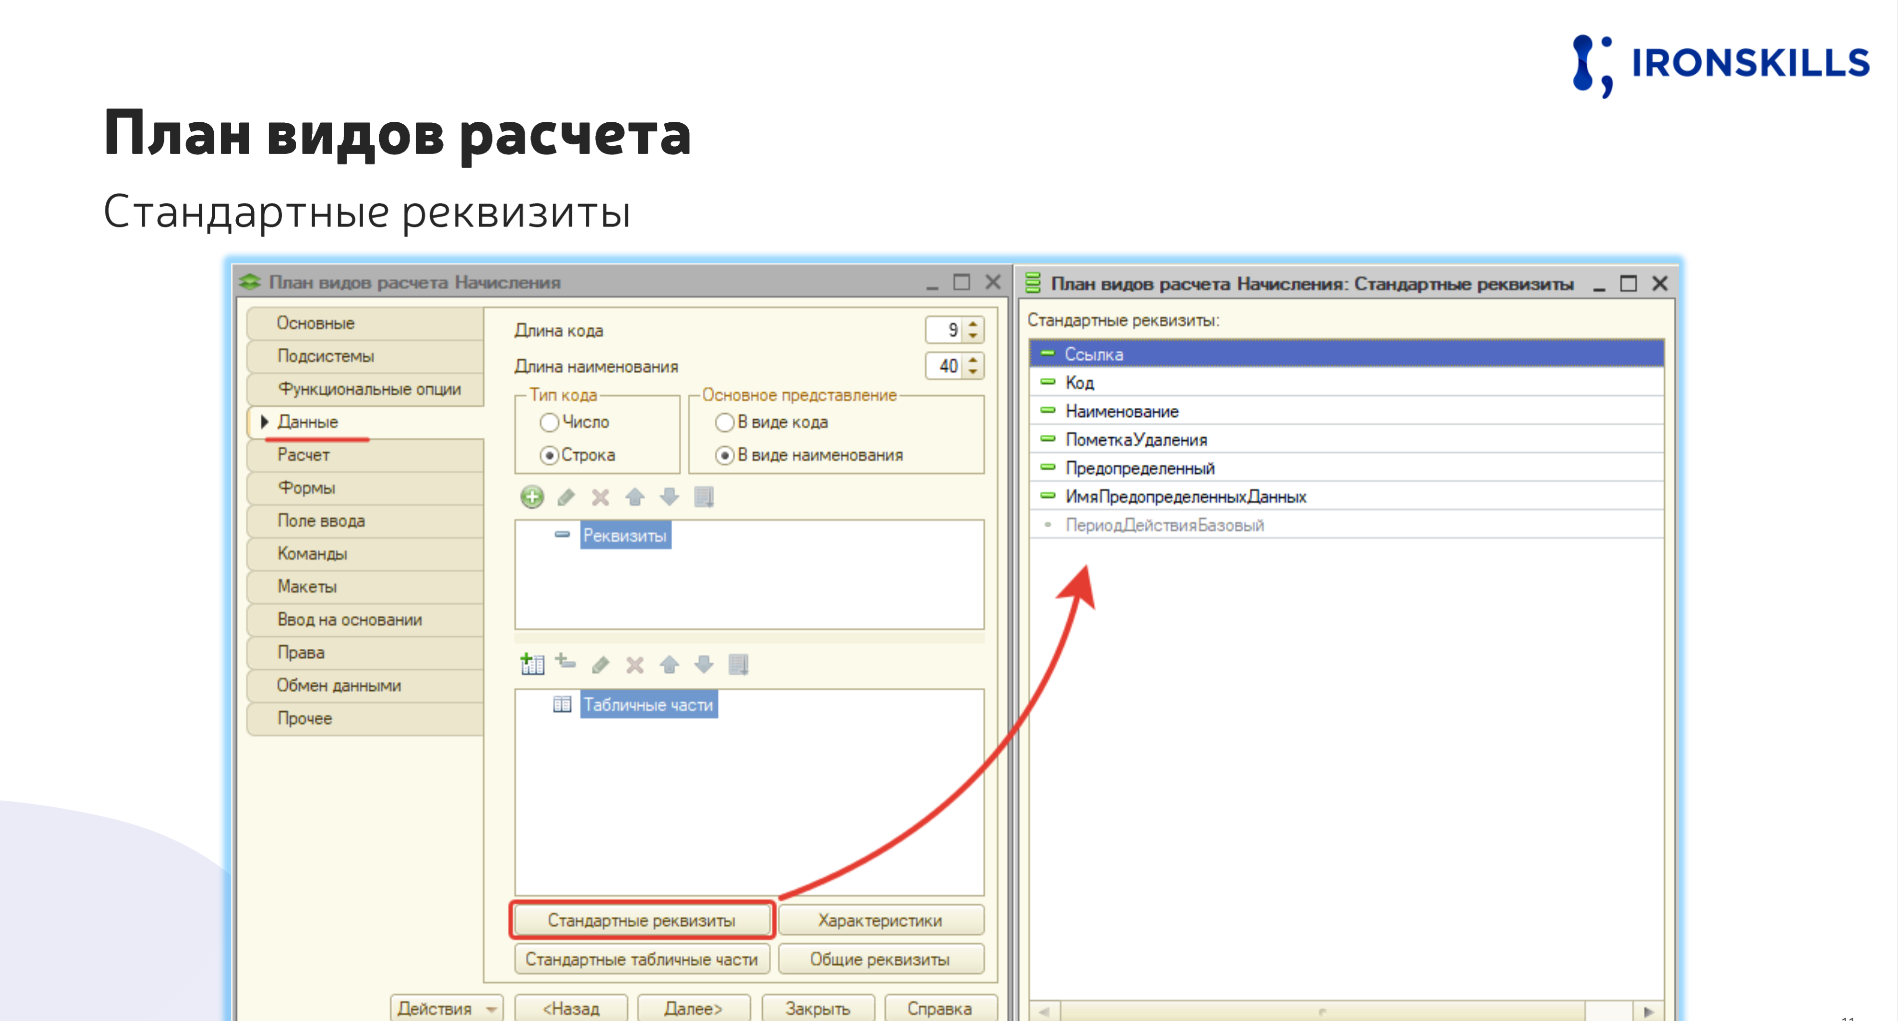 IRONSKILLS
План видов расчета
Стандартные реквизиты
План видов расчета Начисления
Основные
Подсистемы
Функциональные опции
Данные
Расчет
Формы
Поле ввода
Команды
Макеты
Ввод на основании
Права
Обмен данными
Прочее
Длина кода 9
Длина наименования 40
Тип кода
Число
Строка
Основное представление
В виде кода
В виде наименования
Реквизиты
Табличные части
Стандартные реквизиты Характеристики
Стандартные табличные части Общие реквизиты
Действия <Назад Далее> Закрыть Справка
План видов расчета Начисления: Стандартные реквизиты
Стандартные реквизиты:
Ссылка
Код
Наименование
ПометкаУдаления
Предопределенный
ИмяПредопределенныхДанных
ПериодДействияБазовый